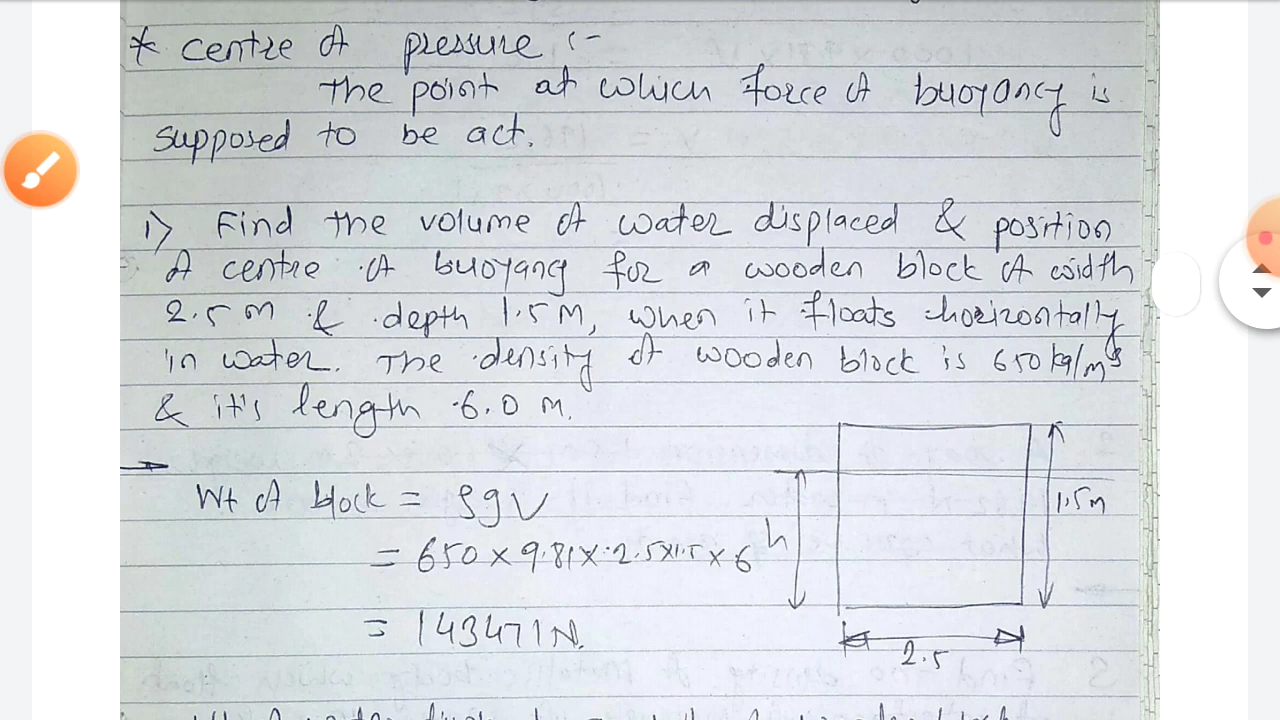 * Centre of pressure :-
The point at which force of buoyancy is
supposed to be act.
1) Find the volume of water displaced & position
of centre of buoyancy for a wooden block of width
2.5 m & depth 1.5 m, when it floats horizontally
in water. The density of wooden block is 650 kg/m³
& it's length 6.0 m.
Wt of block = ρgV
= 650 × 9.81 × 2.5 × 1.5 × 6
= 143471 N.
h
1.5m
2.5